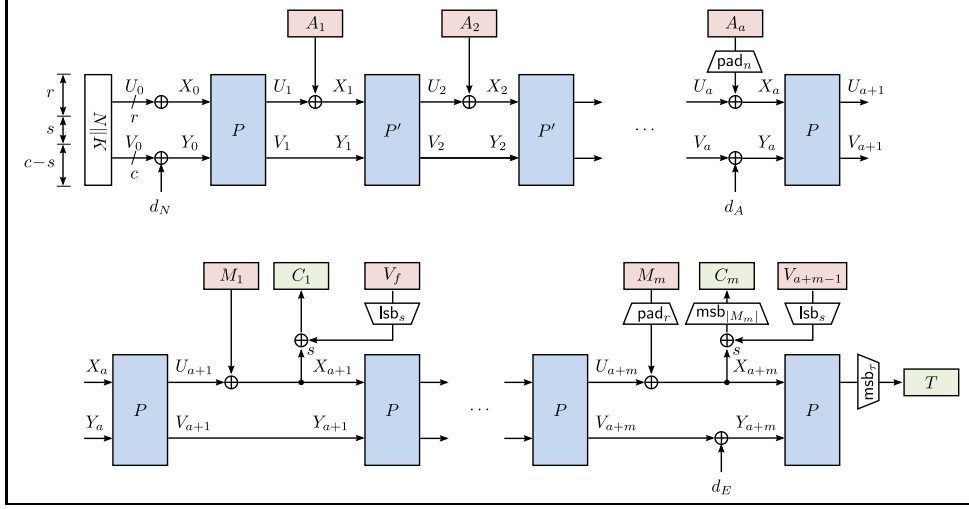 A_1 A_2 A_a
pad_n
r U_0 X_0 U_1 X_1 U_2 X_2 U_a X_a U_{a+1}
r
s N||K P P' P' ... P
V_0 Y_0 V_1 Y_1 V_2 Y_2 V_a Y_a V_{a+1}
c−s c
d_N d_A
M_1 C_1 V_f M_m C_m V_{a+m−1}
lsb_s pad_r msb_{|M_m|} lsb_s
s s
X_a U_{a+1} X_{a+1} U_{a+m} X_{a+m}
P P ... P P msb_τ T
Y_a V_{a+1} Y_{a+1} V_{a+m} Y_{a+m}
d_E